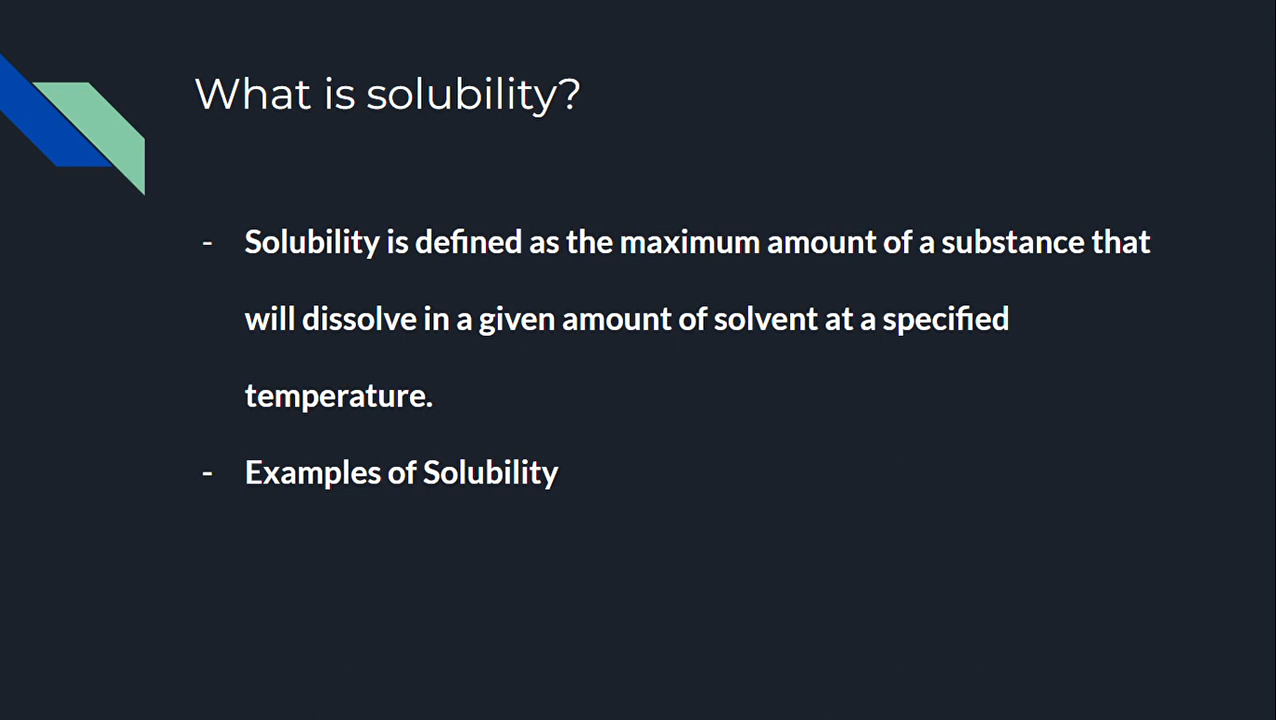 What is solubility?
- Solubility is defined as the maximum amount of a substance that
will dissolve in a given amount of solvent at a specified
temperature.
- Examples of Solubility